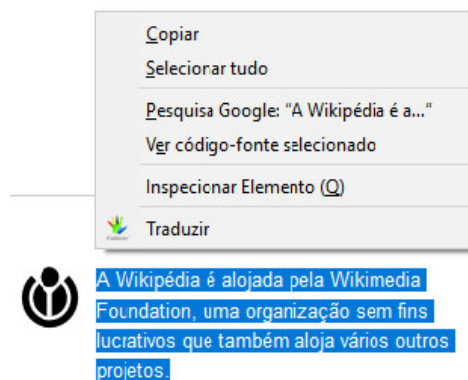 Copiar
Selecionar tudo
Pesquisa Google: “A Wikipédia é a...“
Ver código-fonte selecionado
Inspecionar Elemento (Q)
Traduzir
A Wikipédia é alojada pela Wikimedia
Foundation, uma organização sem fins
lucrativos que também aloja vários outros
projetos.